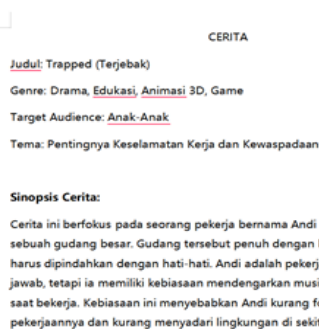 CERITA
Judul: Trapped (Terjebak)
Genre: Drama, Edukasi, Animasi 3D, Game
Target Audience: Anak-Anak
Tema: Pentingnya Keselamatan Kerja dan Kewaspadaan
Sinopsis Cerita:
Cerita ini berfokus pada seorang pekerja bernama Andi
sebuah gudang besar. Gudang tersebut penuh dengan
harus dipindahkan dengan hati-hati. Andi adalah pekerj
jawab, tetapi ia memiliki kebiasaan mendengarkan musi
saat bekerja. Kebiasaan ini menyebabkan Andi kurang f
pekerjaannya dan kurang menyadari lingkungan di seki